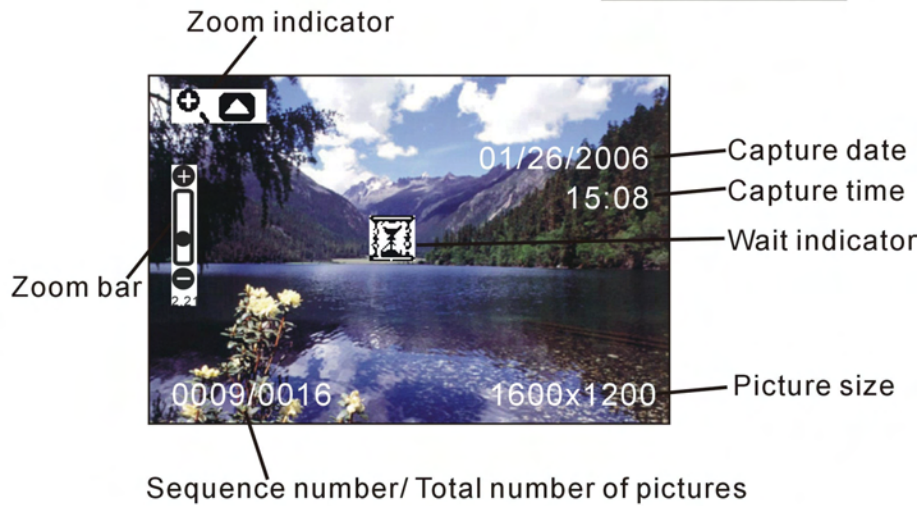 Zoom indicator
01/26/2006
Capture date
15:08
Capture time
Wait indicator
Zoom bar
2.21
0009/0016
1600x1200
Picture size
Sequence number/ Total number of pictures